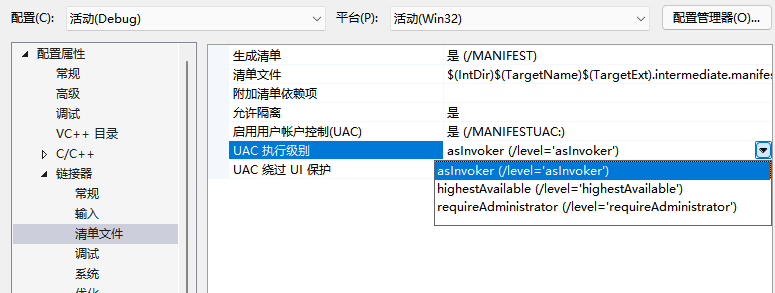 配置(C): 活动(Debug) 平台(P): 活动(Win32) 配置管理器(O)...
配置属性
常规
高级
调试
VC++ 目录
C/C++
链接器
常规
输入
清单文件
调试
系统
优化
生成清单 是 (/MANIFEST)
清单文件 $(IntDir)$(TargetName)$(TargetExt).intermediate.manifes
附加清单依赖项
允许隔离 是
启用用户帐户控制(UAC) 是 (/MANIFESTUAC:)
UAC 执行级别 asInvoker (/level='asInvoker')
UAC 绕过 UI 保护
asInvoker (/level='asInvoker')
highestAvailable (/level='highestAvailable')
requireAdministrator (/level='requireAdministrator')